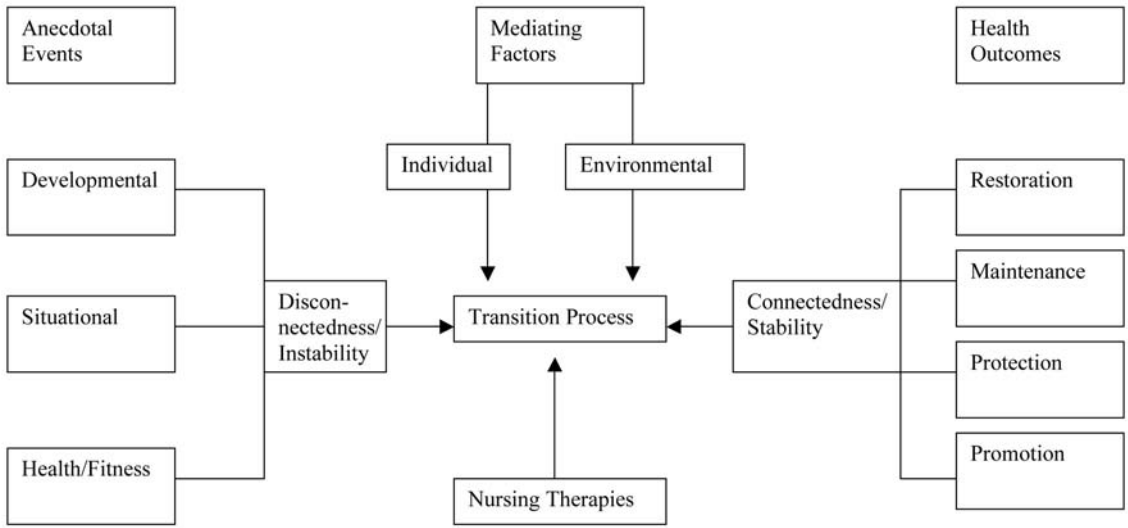 Anecdotal
Events
Mediating
Factors
Health
Outcomes
Individual
Environmental
Developmental
Restoration
Maintenance
Situational
Discon-
nectedness/
Instability
Transition Process
Connectedness/
Stability
Protection
Health/Fitness
Promotion
Nursing Therapies